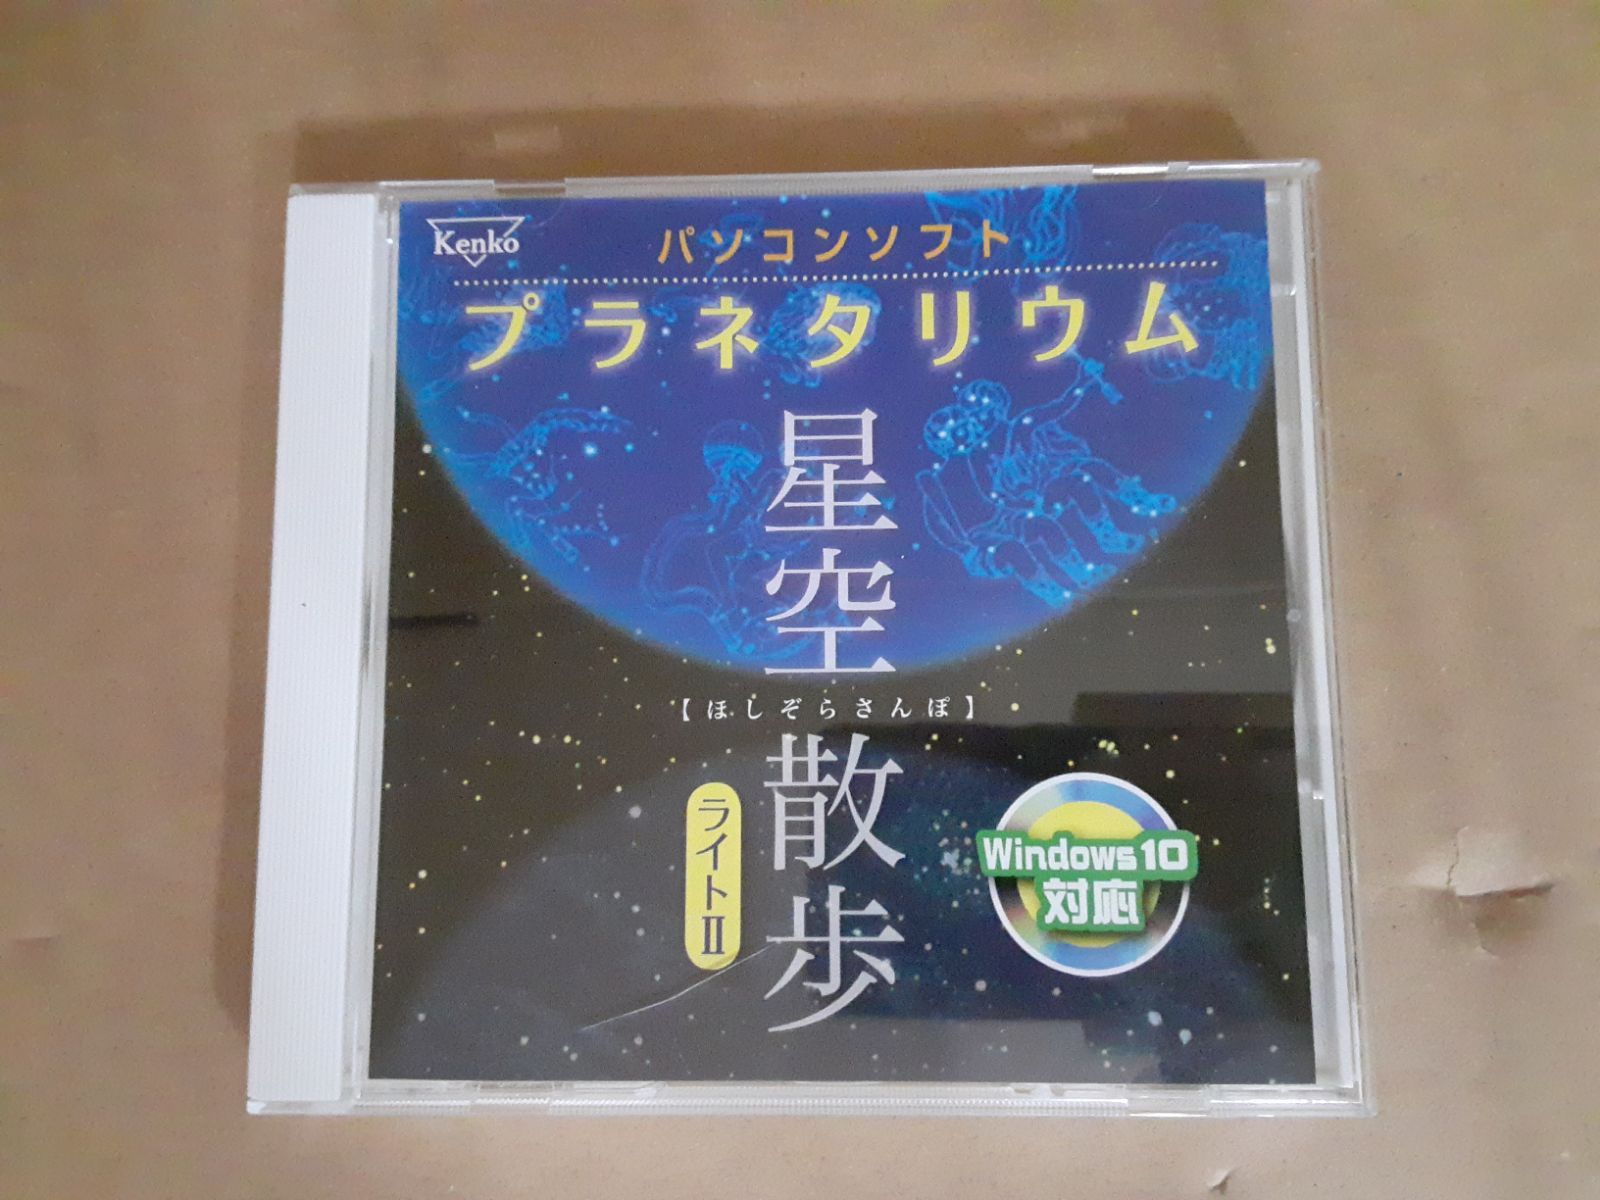 Kenko
パソコンソフト
プラネタリウム
星空
【ほしぞらさんぽ】
散歩
ライトⅡ
Windows10
対応